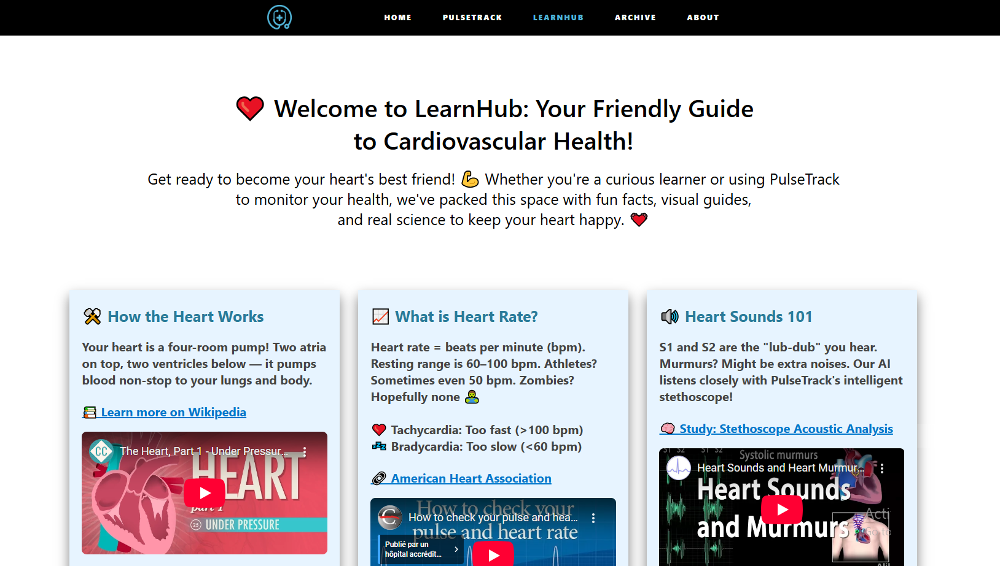 HOME PULSETRACK LEARNHUB ARCHIVE ABOUT
❤️ Welcome to LearnHub: Your Friendly Guide
to Cardiovascular Health!
Get ready to become your heart's best friend! 💪 Whether you're a curious learner or using PulseTrack
to monitor your health, we've packed this space with fun facts, visual guides,
and real science to keep your heart happy. 💓
⚒️ How the Heart Works
Your heart is a four-room pump! Two atria
on top, two ventricles below — it pumps
blood non-stop to your lungs and body.
📚 Learn more on Wikipedia
CC
The Heart, Part 1 - Under Pressur...
HEART
part 1
25 UNDER PRESSURE
📈 What is Heart Rate?
Heart rate = beats per minute (bpm).
Resting range is 60–100 bpm. Athletes?
Sometimes even 50 bpm. Zombies?
Hopefully none 🧟‍♂️
❤️ Tachycardia: Too fast (>100 bpm)
💤 Bradycardia: Too slow (<60 bpm)
🔗 American Heart Association
C
How to check your pulse and hea...
How to check your
pulse and heart rate
Publié par un
hôpital accrédit...
🔊 Heart Sounds 101
S1 and S2 are the "lub-dub" you hear.
Murmurs? Might be extra noises. Our AI
listens closely with PulseTrack's intelligent
stethoscope!
🧠 Study: Stethoscope Acoustic Analysis
S1 S2 S1 S2
Systolic murmurs
Heart Sounds and Heart Murmur...
Heart Sounds
and Murmurs
Acti
Go to